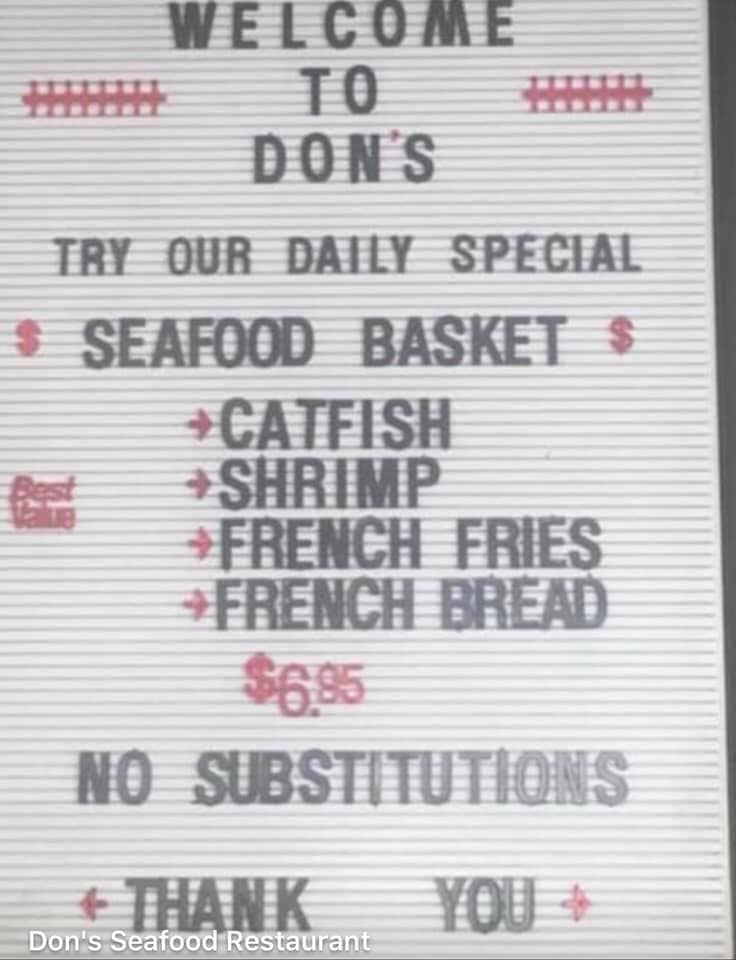 WELCOME
TO
DON'S
TRY OUR DAILY SPECIAL
$ SEAFOOD BASKET $
→CATFISH
→SHRIMP
Best
Value
→FRENCH FRIES
→FRENCH BREAD
$6.95
NO SUBSTITUTIONS
← THANK YOU →
Don's Seafood Restaurant